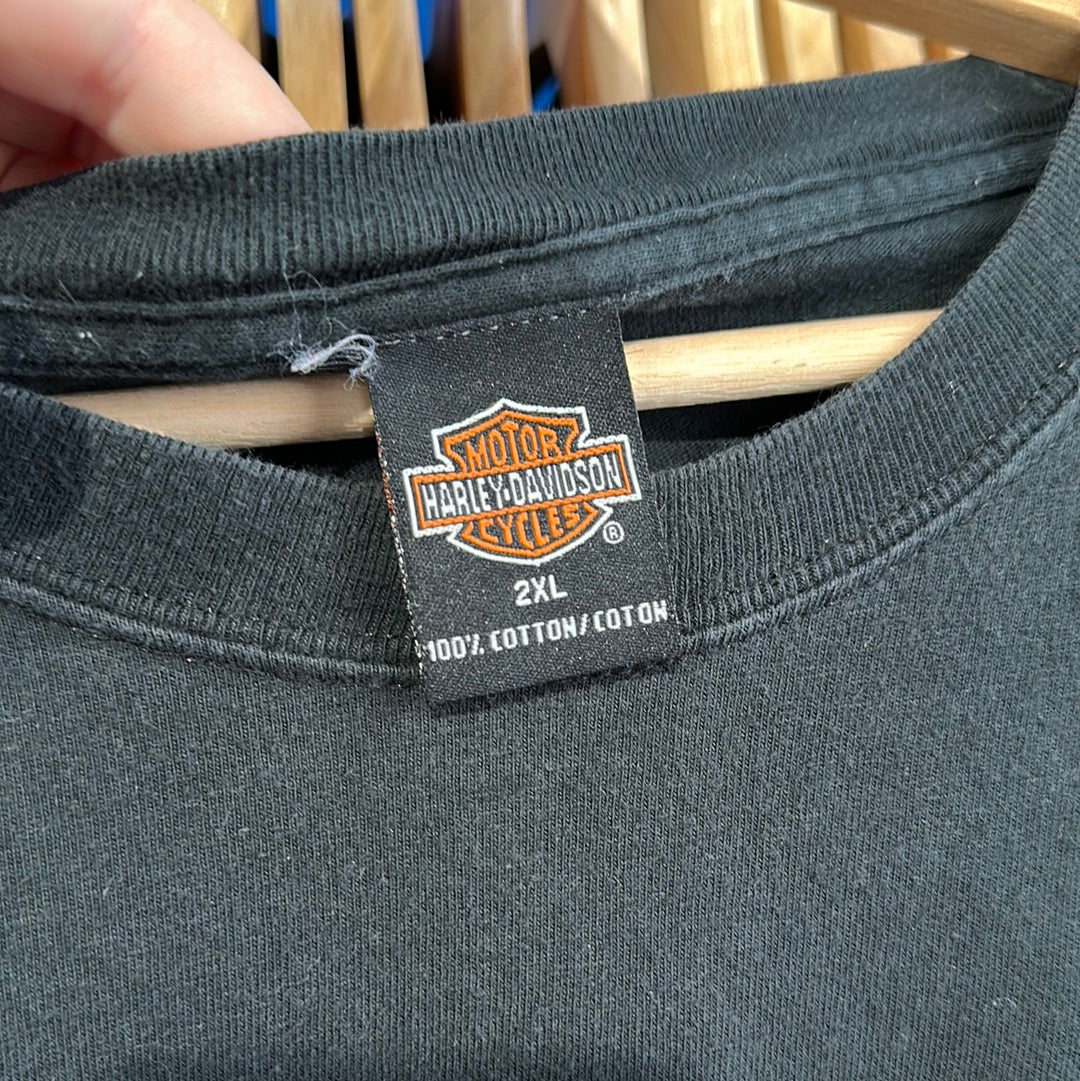 MOTOR
HARLEY-DAVIDSON
CYCLES
®
2XL
100% COTTON/COTON